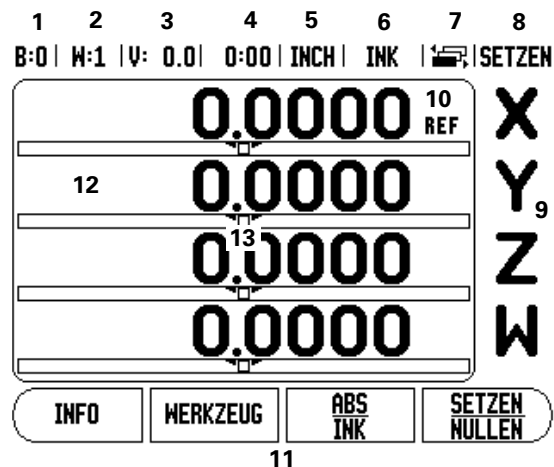 1 2 3 4 5 6 7 8
B:0 | W:1 | V: 0.0 | 0:00 | INCH | INK | | SETZEN
0.0000 10 REF X
12 0.0000 Y 9
13
0.0000 Z
0.0000 W
INFO WERKZEUG ABS INK SETZEN NULLEN
11